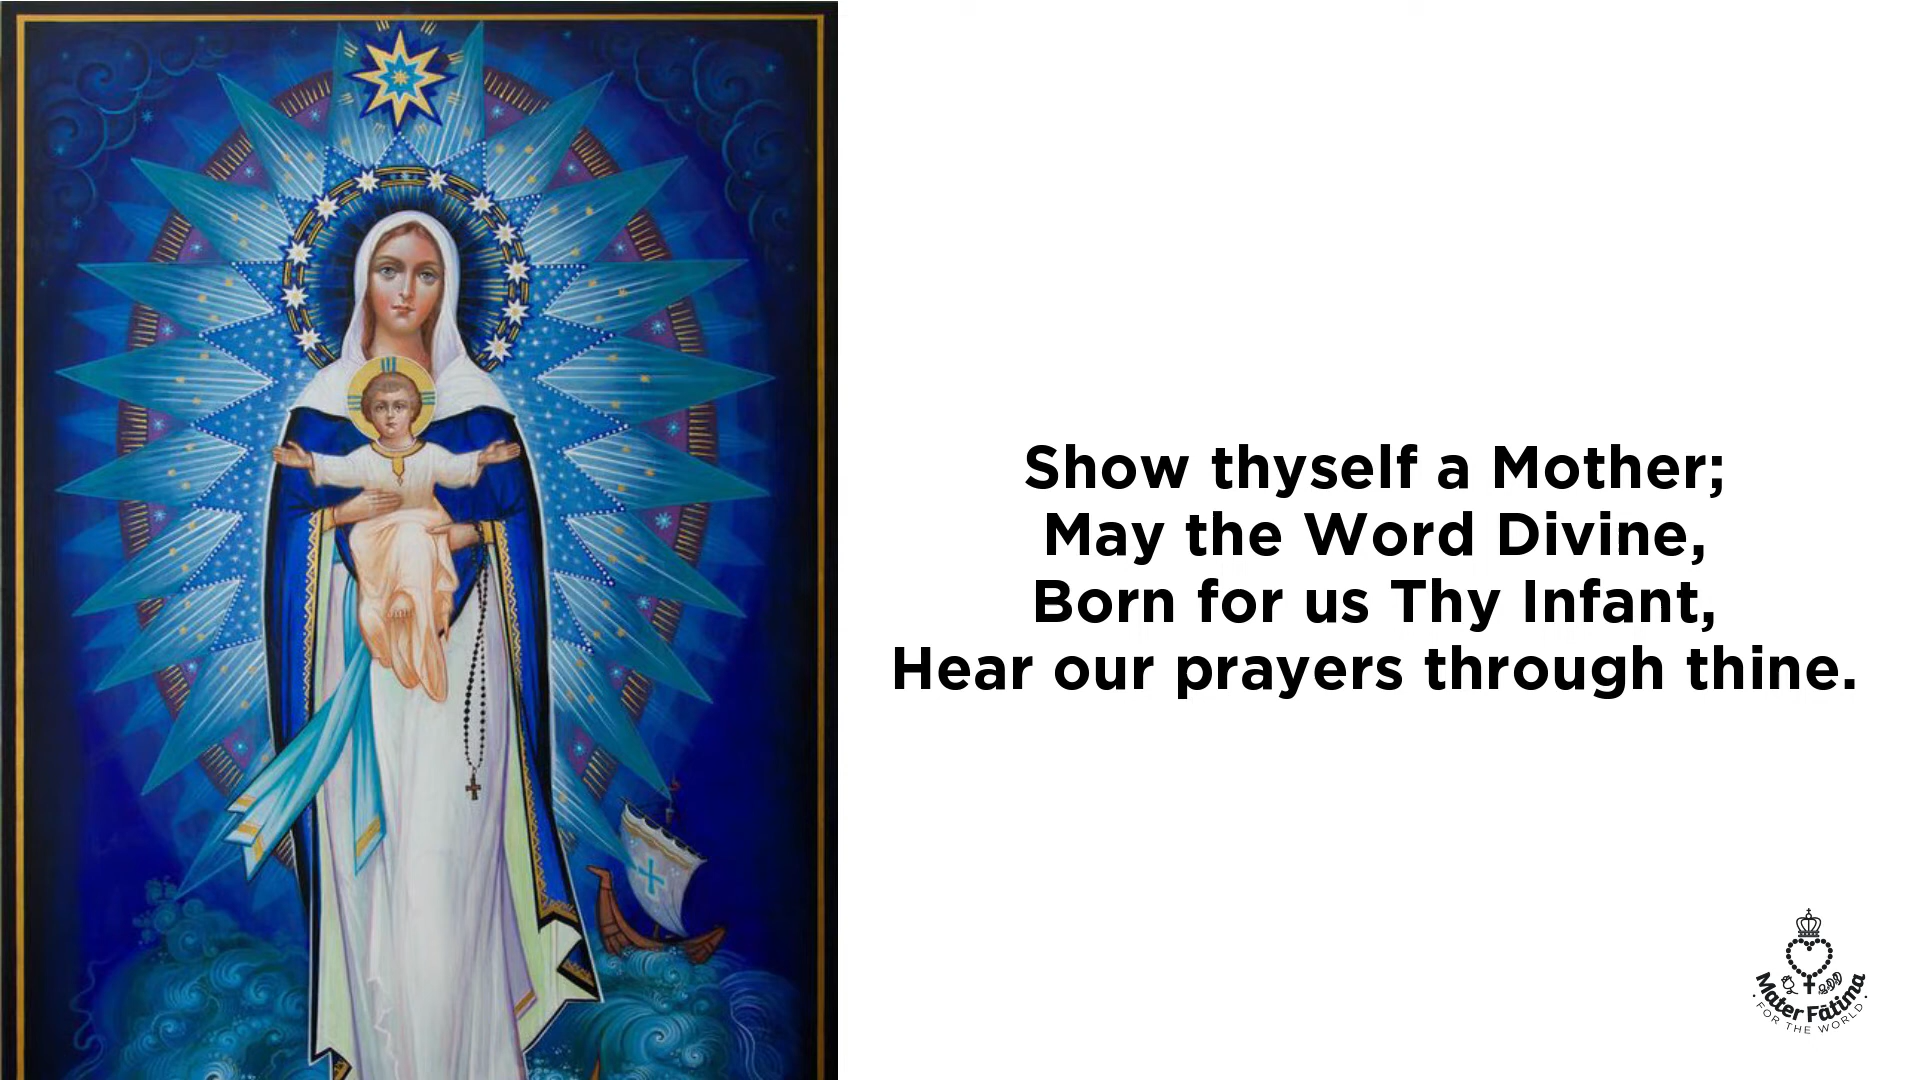 Show thyself a Mother;
May the Word Divine,
Born for us Thy Infant,
Hear our prayers through thine.
Mater Fātima
· FOR THE WORLD ·